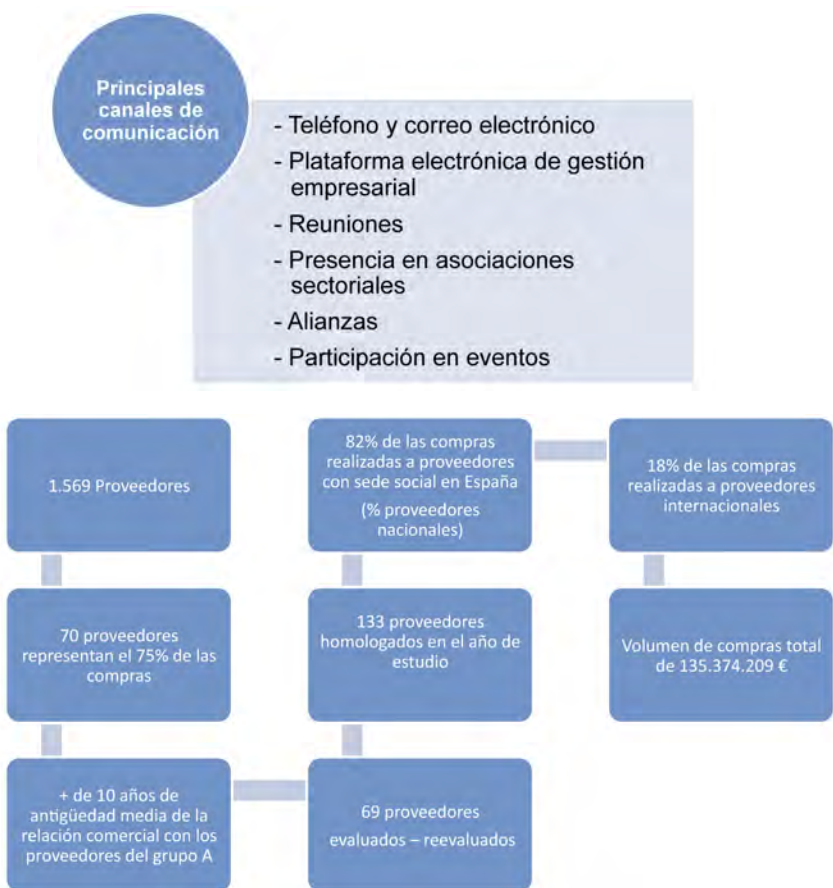 Principales
canales de
comunicación
- Teléfono y correo electrónico
- Plataforma electrónica de gestión
empresarial
- Reuniones
- Presencia en asociaciones
sectoriales
- Alianzas
- Participación en eventos
1.569 Proveedores
70 proveedores
representan el 75% de las
compras
+ de 10 años de
antigüedad media de la
relación comercial con los
proveedores del grupo A
69 proveedores
evaluados – reevaluados
133 proveedores
homologados en el año de
estudio
82% de las compras
realizadas a proveedores
con sede social en España
(% proveedores
nacionales)
18% de las compras
realizadas a proveedores
internacionales
Volumen de compras total
de 135.374.209 €